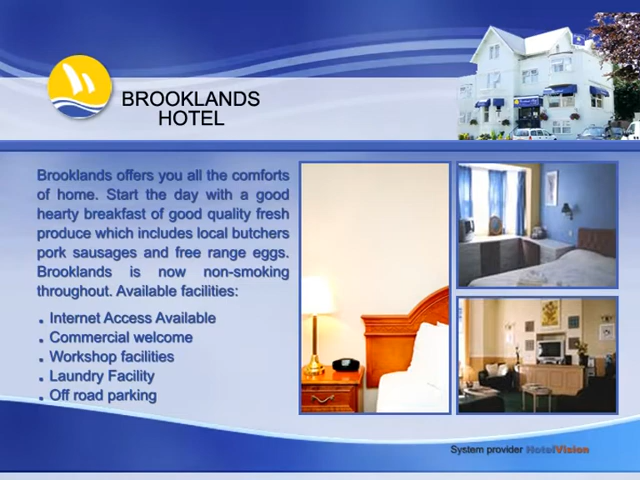 BROOKLANDS
HOTEL
Brooklands offers you all the comforts
of home. Start the day with a good
hearty breakfast of good quality fresh
produce which includes local butchers
pork sausages and free range eggs.
Brooklands is now non-smoking
throughout. Available facilities:
. Internet Access Available
. Commercial welcome
. Workshop facilities
. Laundry Facility
. Off road parking
System provider HotelVision